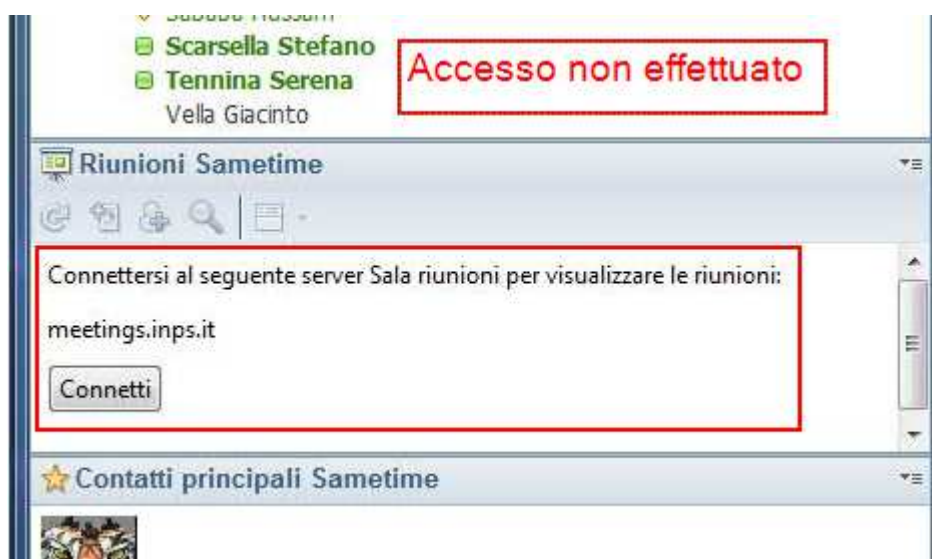 Scarsella Stefano
Tennina Serena
Accesso non effettuato
Vella Giacinto
Riunioni Sametime
Connettersi al seguente server Sala riunioni per visualizzare le riunioni:
meetings.inps.it
Connetti
Contatti principali Sametime